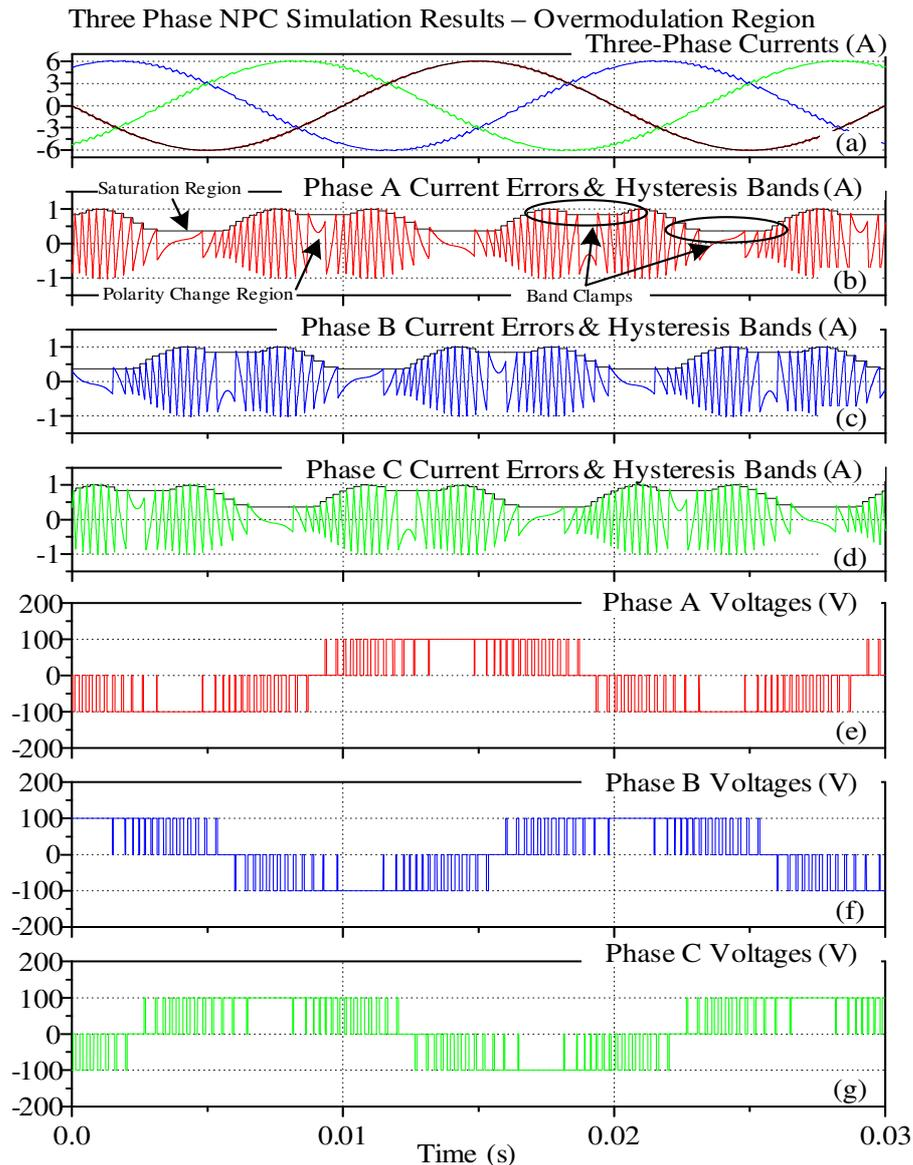 Three Phase NPC Simulation Results – Overmodulation Region
Three-Phase Currents (A)
6
3
0
-3
-6
(a)
Phase A Current Errors & Hysteresis Bands (A)
Saturation Region
1
0
-1
Polarity Change Region
Band Clamps
(b)
Phase B Current Errors & Hysteresis Bands (A)
1
0
-1
(c)
Phase C Current Errors & Hysteresis Bands (A)
1
0
-1
(d)
Phase A Voltages (V)
200
100
0
-100
-200
(e)
Phase B Voltages (V)
200
100
0
-100
-200
(f)
Phase C Voltages (V)
200
100
0
-100
-200
(g)
0.0 0.01 0.02 0.03
Time (s)